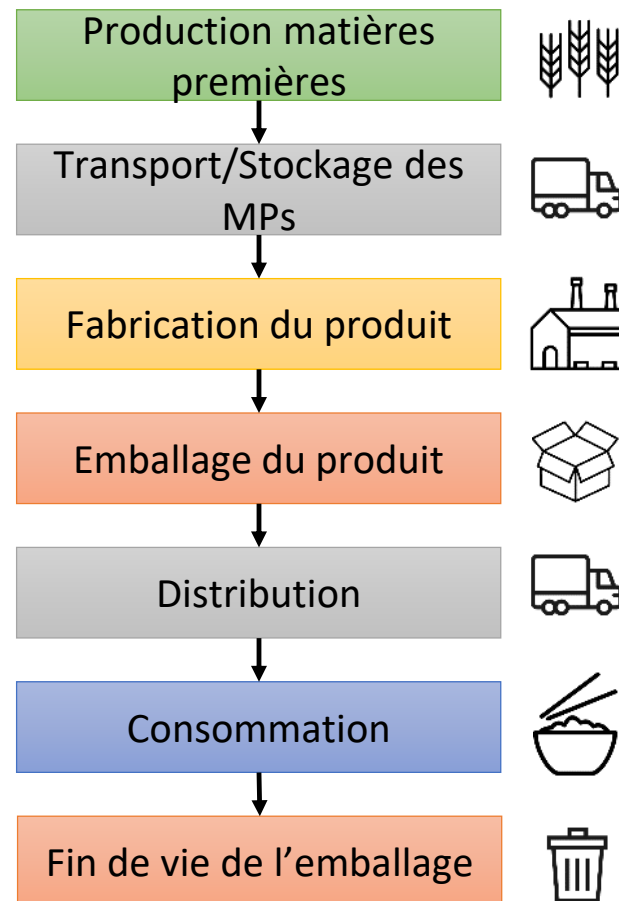 Production matières
premières
Transport/Stockage des
MPs
Fabrication du produit
Emballage du produit
Distribution
Consommation
Fin de vie de l’emballage